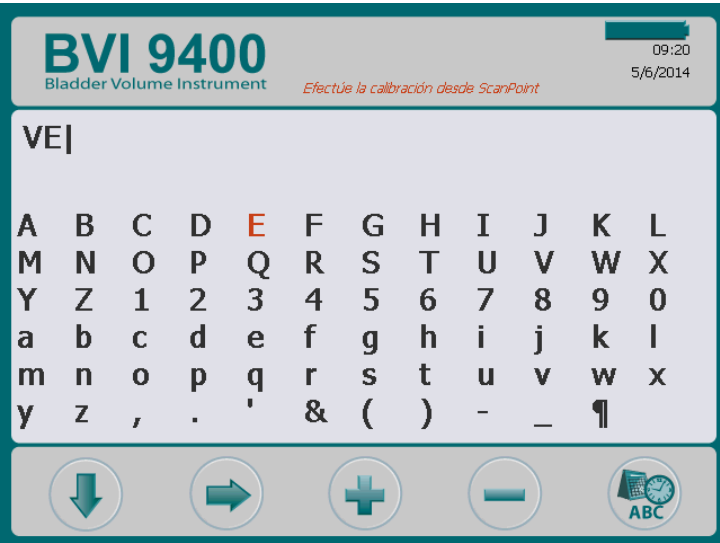 BVI 9400
Bladder Volume Instrument
Efectúe la calibración desde ScanPoint
09:20
5/6/2014
VE|
A B C D E F G H I J K L
M N O P Q R S T U V W X
Y Z 1 2 3 4 5 6 7 8 9 0
a b c d e f g h i j k l
m n o p q r s t u v w x
y z , . ' & ( ) - _ ¶
ABC